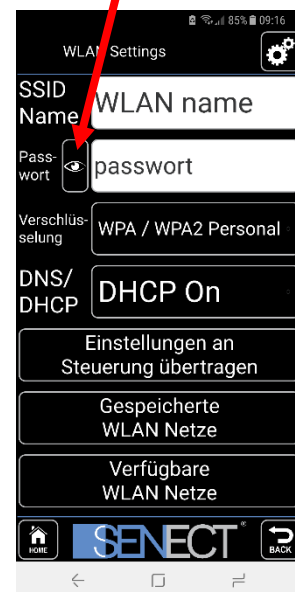 85% 09:16
WLAN Settings
SSID
Name
WLAN name
Pass-
wort
passwort
Verschlüs-
selung
WPA / WPA2 Personal
DNS/
DHCP
DHCP On
Einstellungen an
Steuerung übertragen
Gespeicherte
WLAN Netze
Verfügbare
WLAN Netze
HOME
SENECT®
BACK